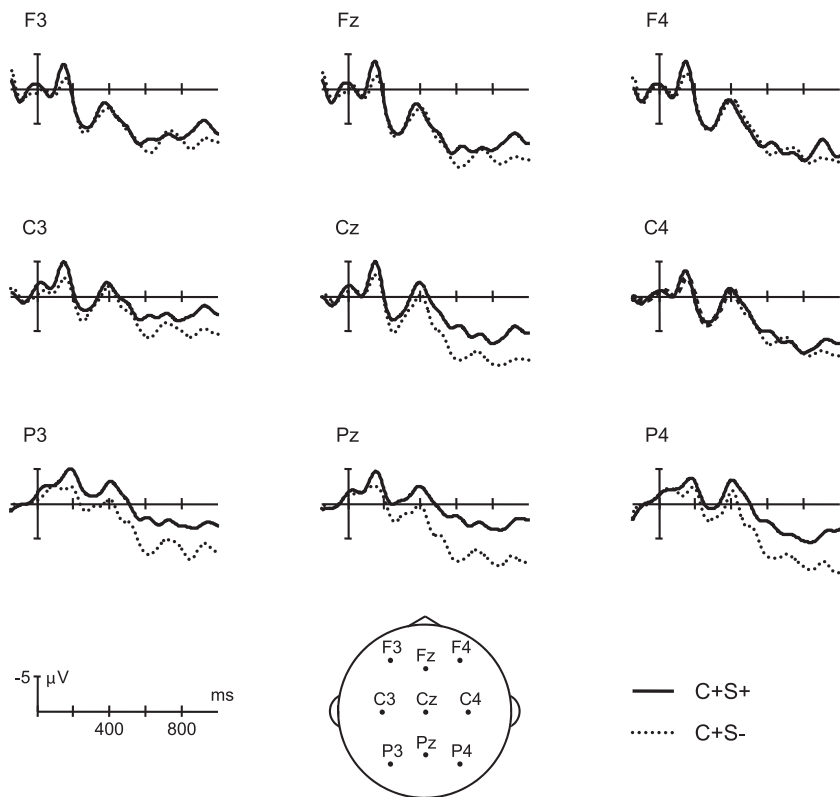 F3 Fz F4
C3 Cz C4
P3 Pz P4
-5 μV
ms
400 800
F3 Fz F4
C3 Cz C4
P3 Pz P4
C+S+
C+S-